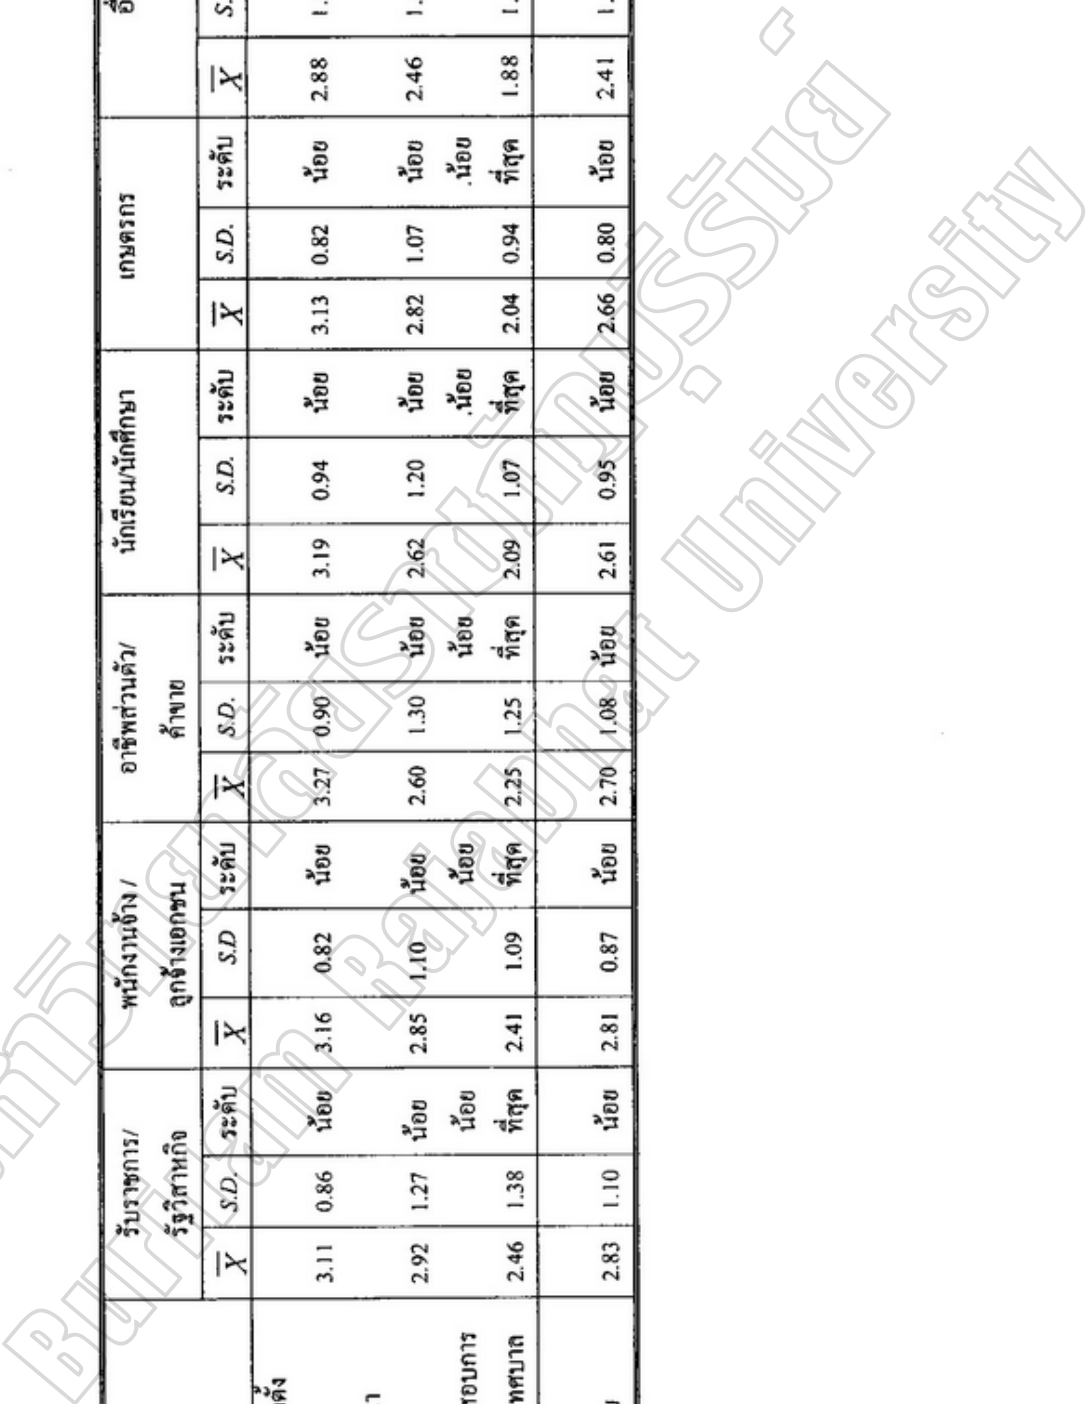 รับราชการ/ พนักงานจ้าง / อาชีพส่วนตัว/ นักเรียน/นักศึกษา เกษตรกร
รัฐวิสาหกิจ ลูกจ้างเอกชน ค้าขาย
X S.D. ระดับ X S.D ระดับ X S.D. ระดับ X S.D. ระดับ X S.D. ระดับ X
3.11 0.86 น้อย 3.16 0.82 น้อย 3.27 0.90 น้อย 3.19 0.94 น้อย 3.13 0.82 น้อย 2.88
2.92 1.27 น้อย 2.85 1.10 น้อย 2.60 1.30 น้อย 2.62 1.20 น้อย 2.82 1.07 น้อย 2.46
น้อย น้อย น้อย .น้อย .น้อย
2.46 1.38 ที่สุด 2.41 1.09 ที่สุด 2.25 1.25 ที่สุด 2.09 1.07 ที่สุด 2.04 0.94 ที่สุด 1.88
2.83 1.10 น้อย 2.81 0.87 น้อย 2.70 1.08 น้อย 2.61 0.95 น้อย 2.66 0.80 น้อย 2.41
Buriram Rajabhat University